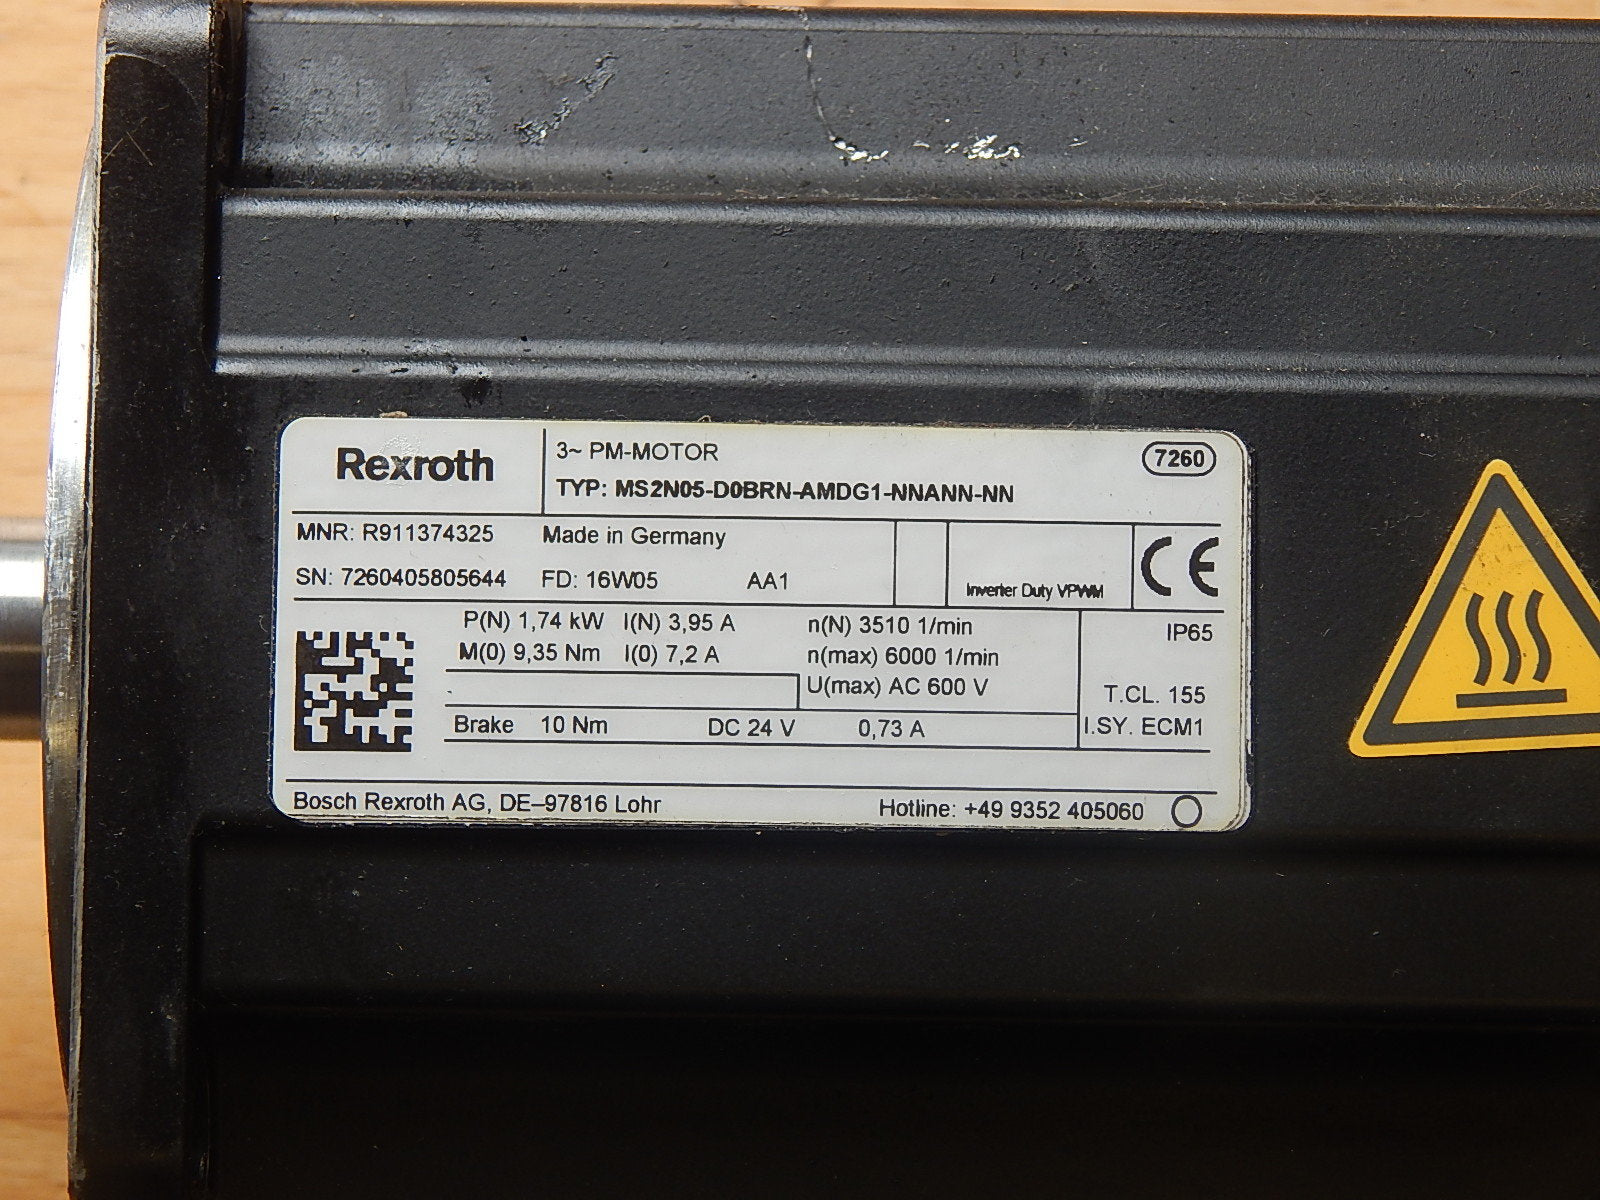 Rexroth
3~ PM-MOTOR
7260
TYP: MS2N05-D0BRN-AMDG1-NNANN-NN
MNR: R911374325 Made in Germany
SN: 7260405805644 FD: 16W05 AA1
Inverter Duty VPWM
CE
P(N) 1,74 kW I(N) 3,95 A n(N) 3510 1/min IP65
M(0) 9,35 Nm I(0) 7,2 A n(max) 6000 1/min
U(max) AC 600 V T.CL. 155
Brake 10 Nm DC 24 V 0,73 A I.SY. ECM1
Bosch Rexroth AG, DE–97816 Lohr Hotline: +49 9352 405060